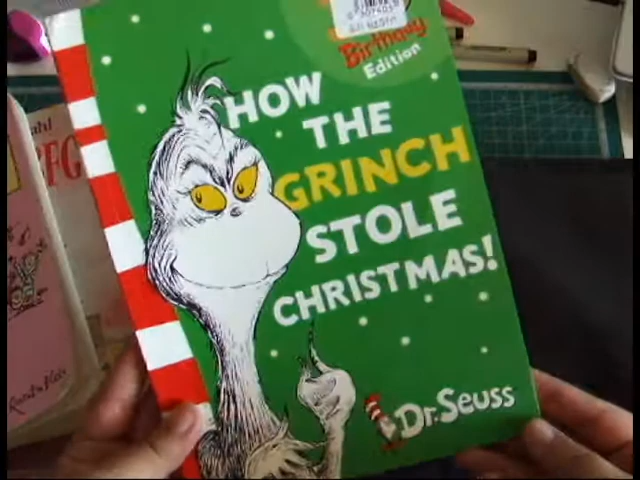 Birthday
Edition
HOW
THE
GRINCH
STOLE
CHRISTMAS!
Dr. Seuss